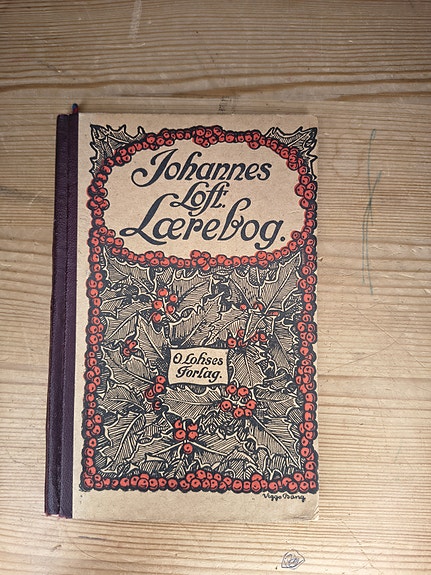 Johannes
Loft:
Lærebog.
O Lohses
Forlag.
Viggo Bang